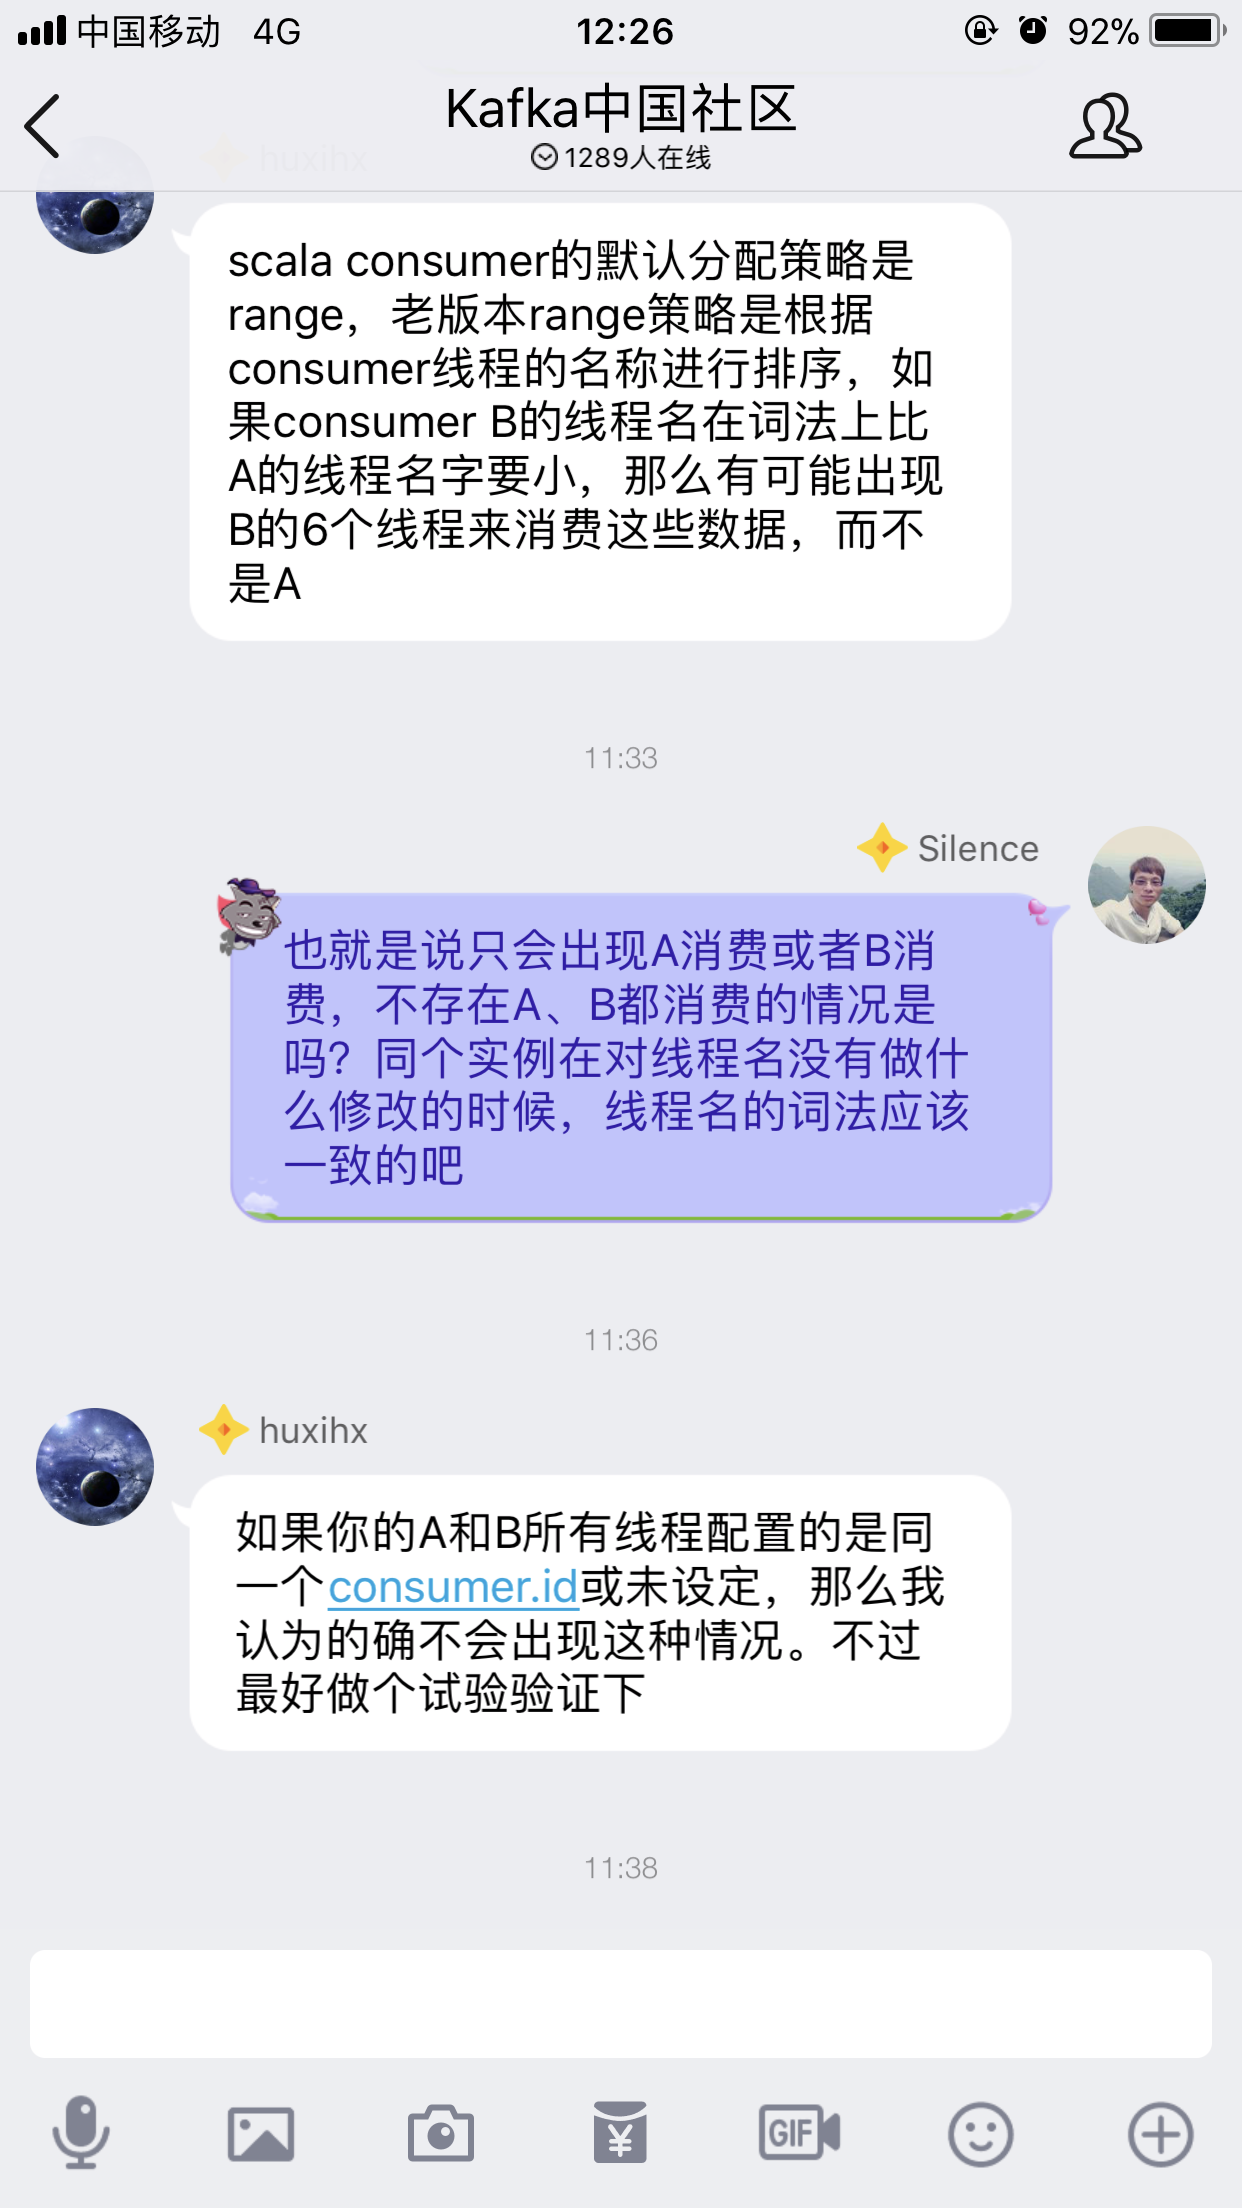 中国移动 4G 12:26 92%
Kafka中国社区
1289人在线
huxihx
scala consumer的默认分配策略是
range，老版本range策略是根据
consumer线程的名称进行排序，如
果consumer B的线程名在词法上比
A的线程名字要小，那么有可能出现
B的6个线程来消费这些数据，而不
是A
11:33
Silence
也就是说只会出现A消费或者B消
费，不存在A、B都消费的情况是
吗？同个实例在对线程名没有做什
么修改的时候，线程名的词法应该
一致的吧
11:36
huxihx
如果你的A和B所有线程配置的是同
一个consumer.id或未设定，那么我
认为的确不会出现这种情况。不过
最好做个试验验证下
11:38
¥
GIF